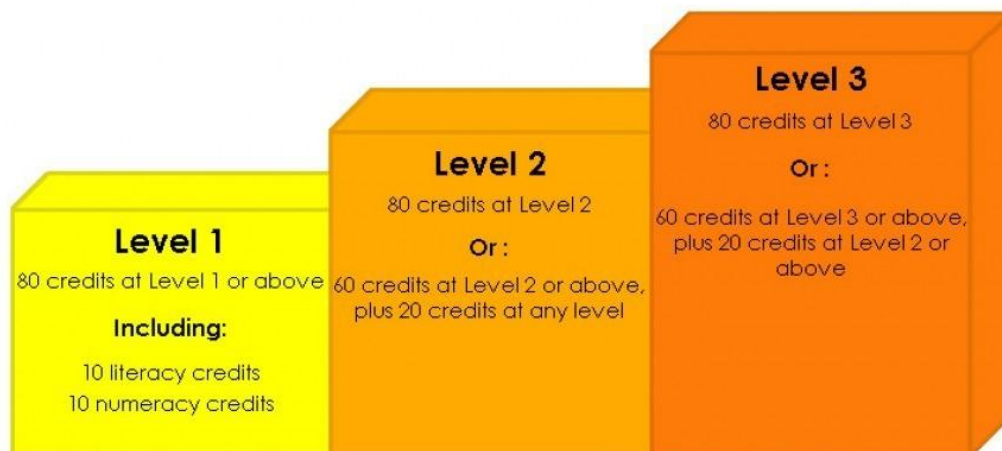 Level 1
80 credits at Level 1 or above
Including:
10 literacy credits
10 numeracy credits
Level 2
80 credits at Level 2
Or :
60 credits at Level 2 or above,
plus 20 credits at any level
Level 3
80 credits at Level 3
Or :
60 credits at Level 3 or above,
plus 20 credits at Level 2 or
above